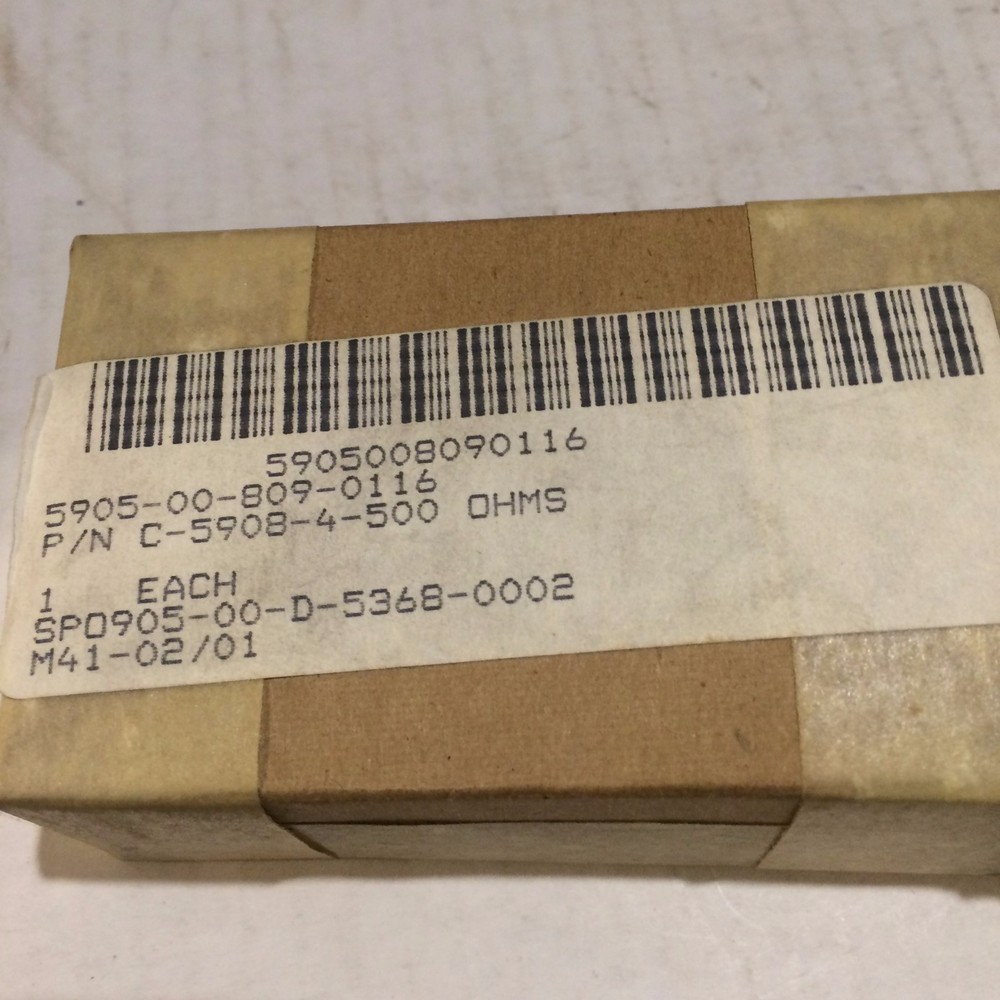 5905008090116
5905-00-809-0116
P/N C-5908-4-500 OHMS
1 EACH
SP0905-00-D-5368-0002
M41-02/01